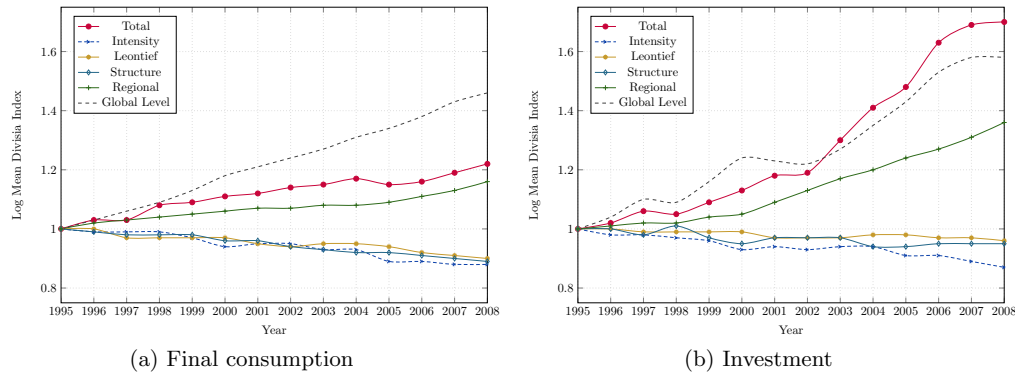 Total
Intensity
Leontief
Structure
Regional
Global Level
1.6
1.4
1.2
1
0.8
Log Mean Divisia Index
1995 1996 1997 1998 1999 2000 2001 2002 2003 2004 2005 2006 2007 2008
Year
(a) Final consumption
Total
Intensity
Leontief
Structure
Regional
Global Level
1.6
1.4
1.2
1
0.8
Log Mean Divisia Index
1995 1996 1997 1998 1999 2000 2001 2002 2003 2004 2005 2006 2007 2008
Year
(b) Investment